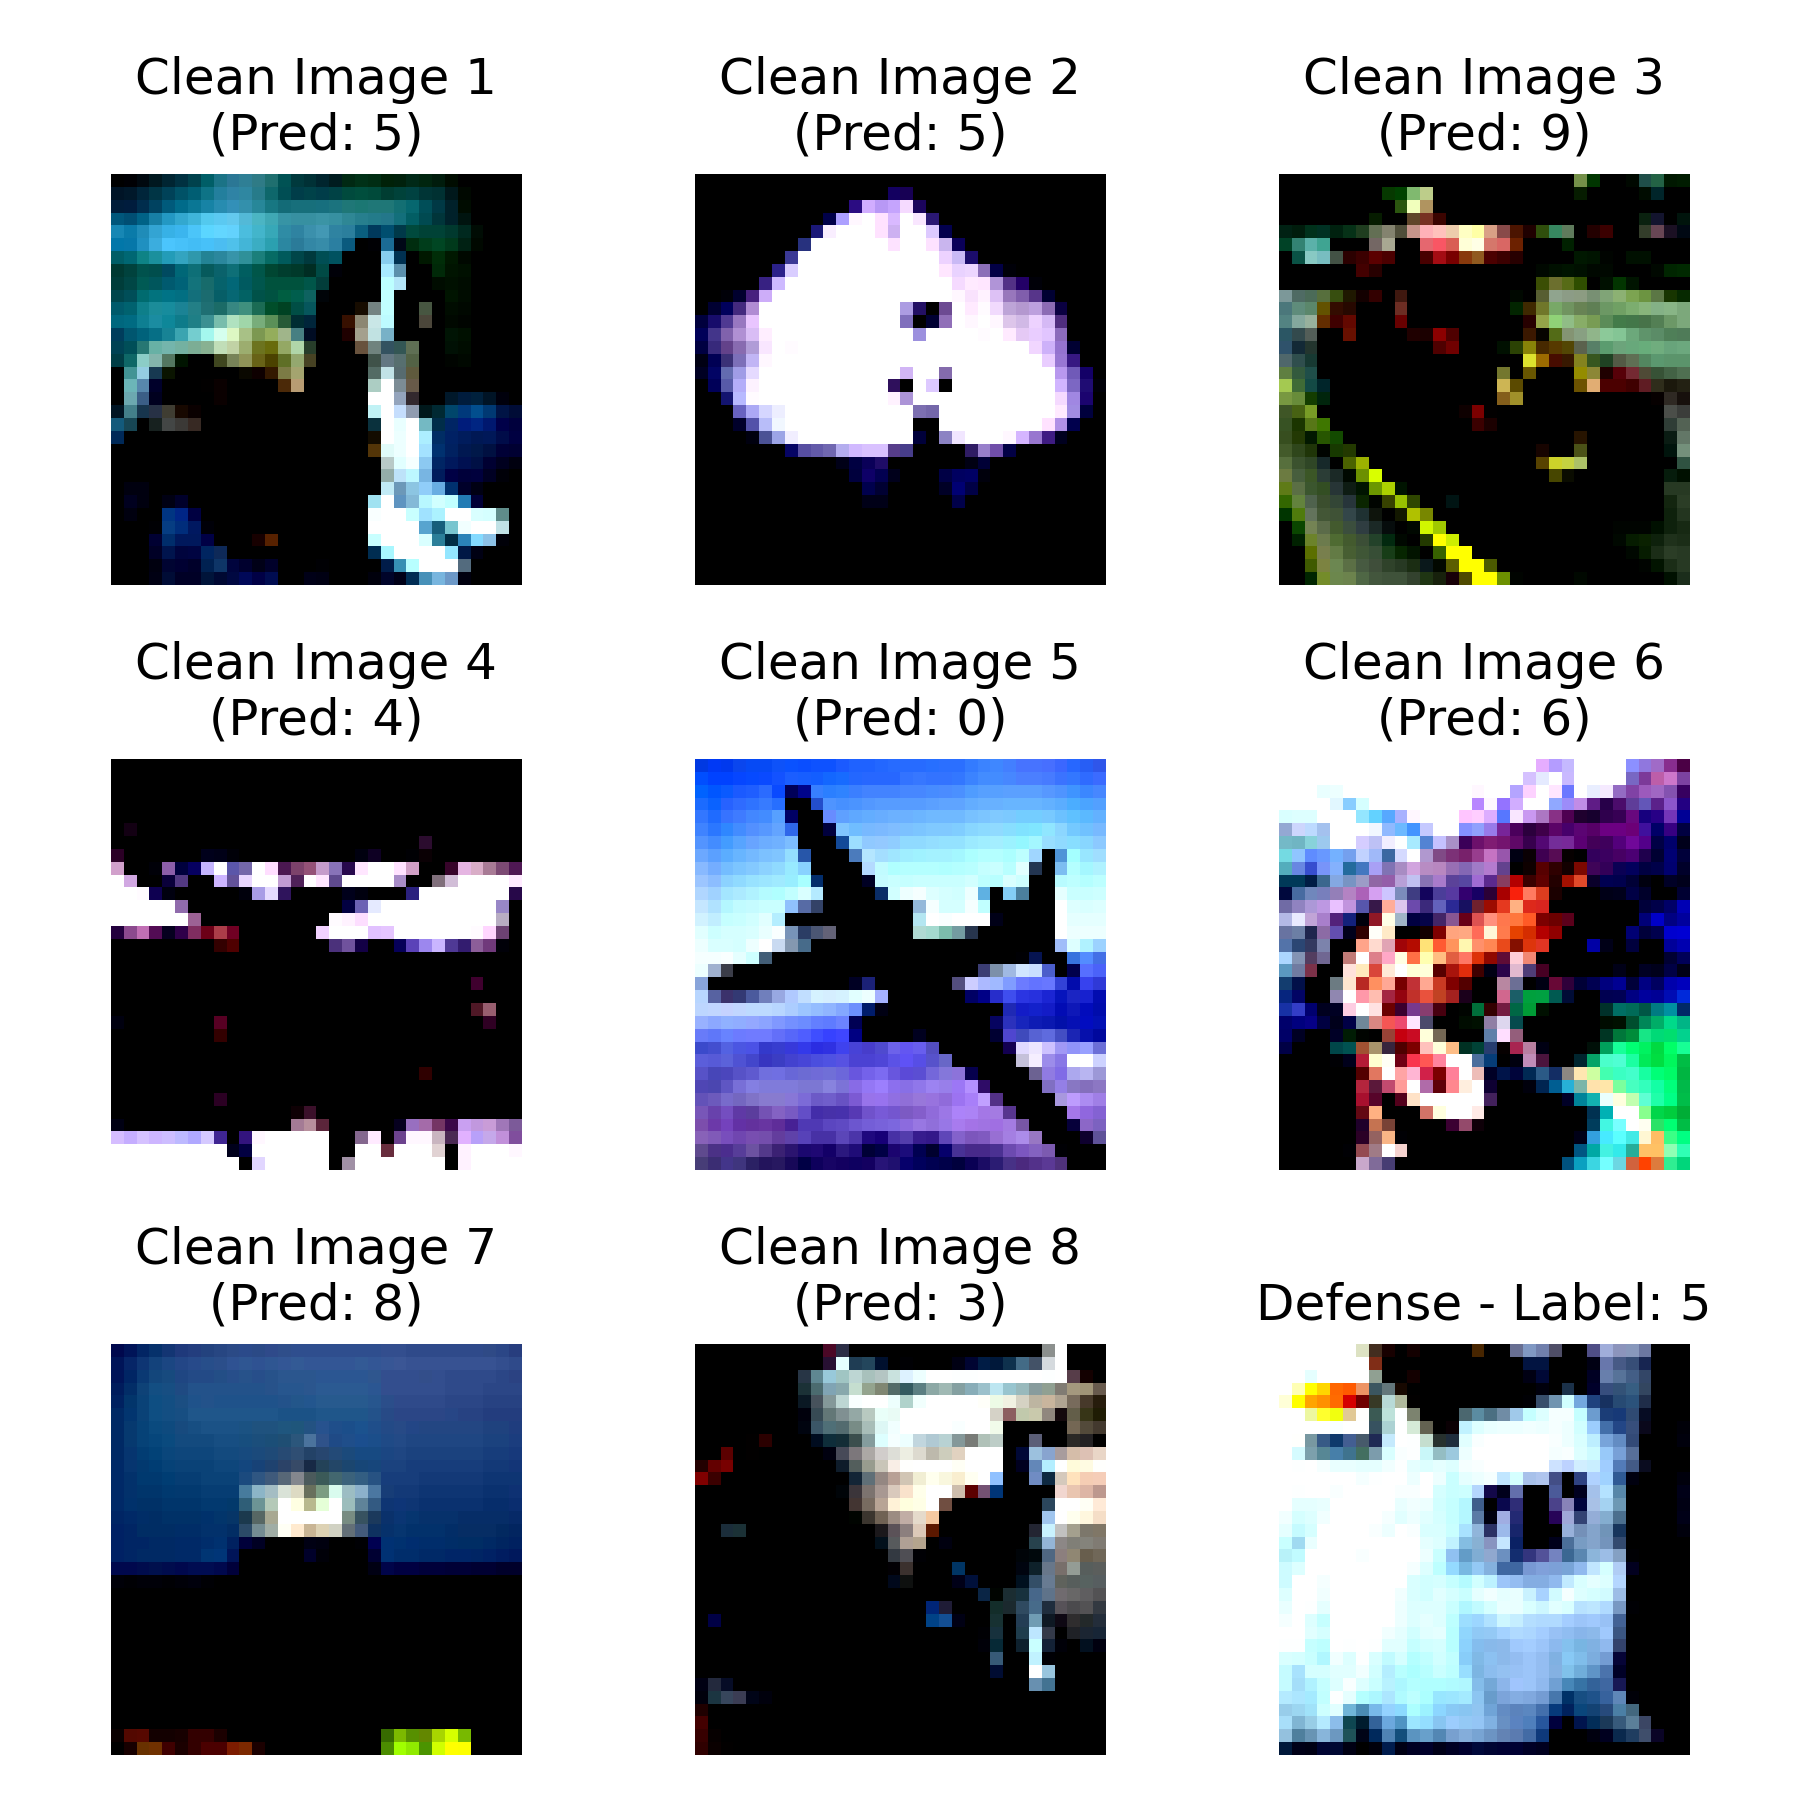 Clean Image 1
(Pred: 5)
Clean Image 2
(Pred: 5)
Clean Image 3
(Pred: 9)
Clean Image 4
(Pred: 4)
Clean Image 5
(Pred: 0)
Clean Image 6
(Pred: 6)
Clean Image 7
(Pred: 8)
Clean Image 8
(Pred: 3)
Defense - Label: 5